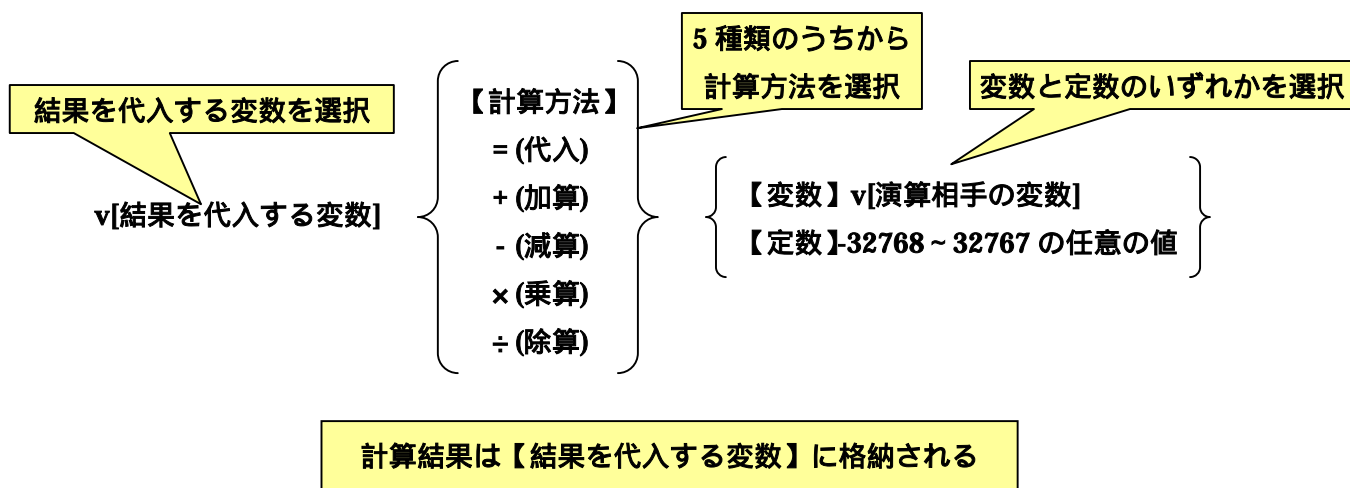 5 種類のうちから
計算方法を選択
変数と定数のいずれかを選択
結果を代入する変数を選択
v[結果を代入する変数]
【計算方法】
= (代入)
+ (加算)
- (減算)
× (乗算)
÷ (除算)
【変数】v[演算相手の変数]
【定数】-32768 ~ 32767 の任意の値
計算結果は【結果を代入する変数】に格納される